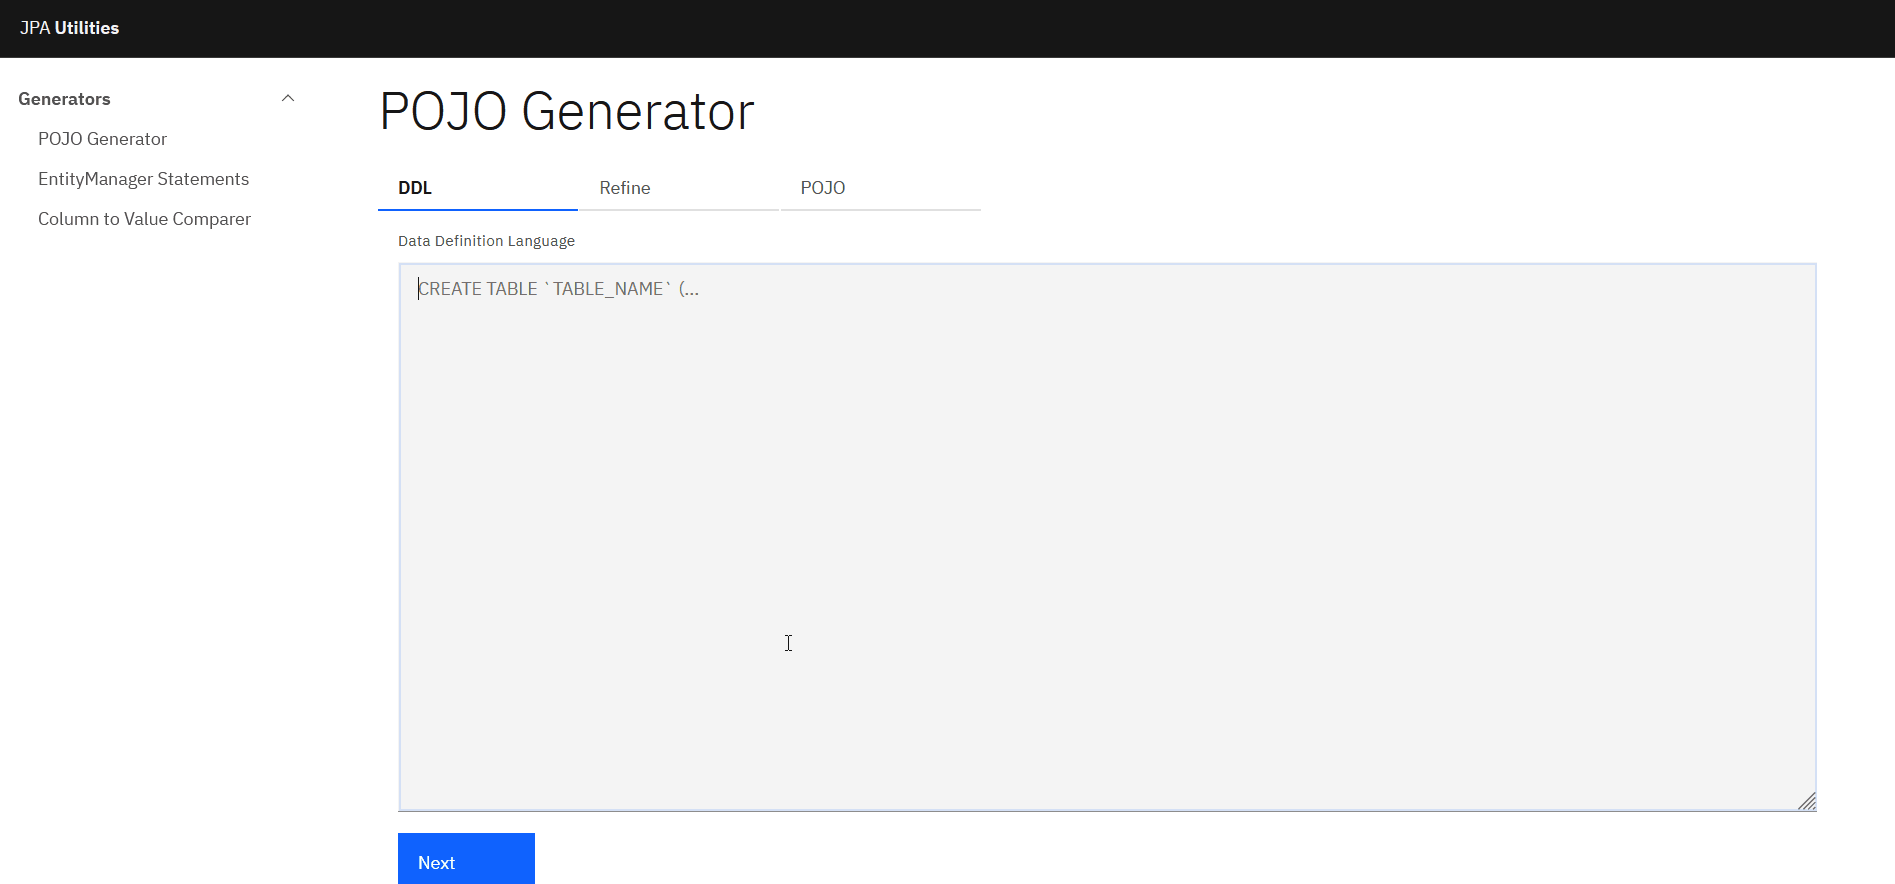 JPA Utilities
Generators
POJO Generator
EntityManager Statements
Column to Value Comparer
POJO Generator
DDL
Refine
POJO
Data Definition Language
CREATE TABLE `TABLE_NAME` (...
Next